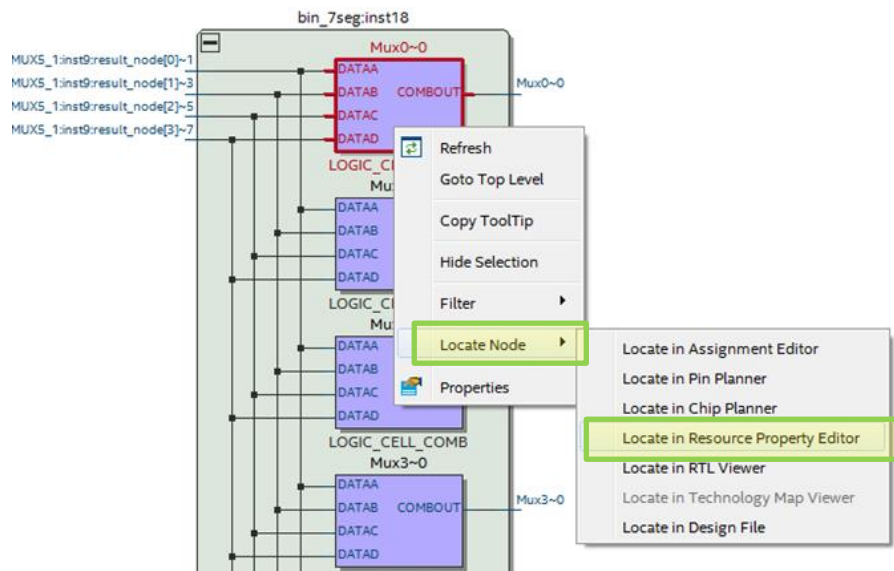 bin_7seg:inst18
Mux0~0
MUX5_1:inst9:result_node[0]~1
MUX5_1:inst9:result_node[1]~3
MUX5_1:inst9:result_node[2]~5
MUX5_1:inst9:result_node[3]~7
DATAA
DATAB COMBOUT
DATAC
DATAD
Mux0~0
LOGIC_CE
Mu
DATAA
DATAB
DATAC
DATAD
LOGIC_CE
Mu
DATAA
DATAB
DATAC
DATAD
LOGIC_CELL_COMB
Mux3~0
DATAA
DATAB COMBOUT
DATAC
DATAD
Mux3~0
Refresh
Goto Top Level
Copy ToolTip
Hide Selection
Filter
Locate Node
Properties
Locate in Assignment Editor
Locate in Pin Planner
Locate in Chip Planner
Locate in Resource Property Editor
Locate in RTL Viewer
Locate in Technology Map Viewer
Locate in Design File